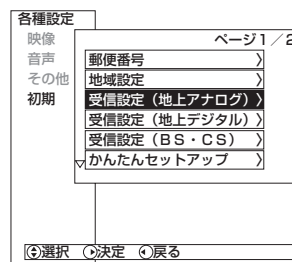 各種設定
映像
音声
その他
初期
ページ1／2
郵便番号
地域設定
受信設定（地上アナログ）
受信設定（地上デジタル）
受信設定（ＢＳ・ＣＳ）
かんたんセットアップ
選択 決定 戻る